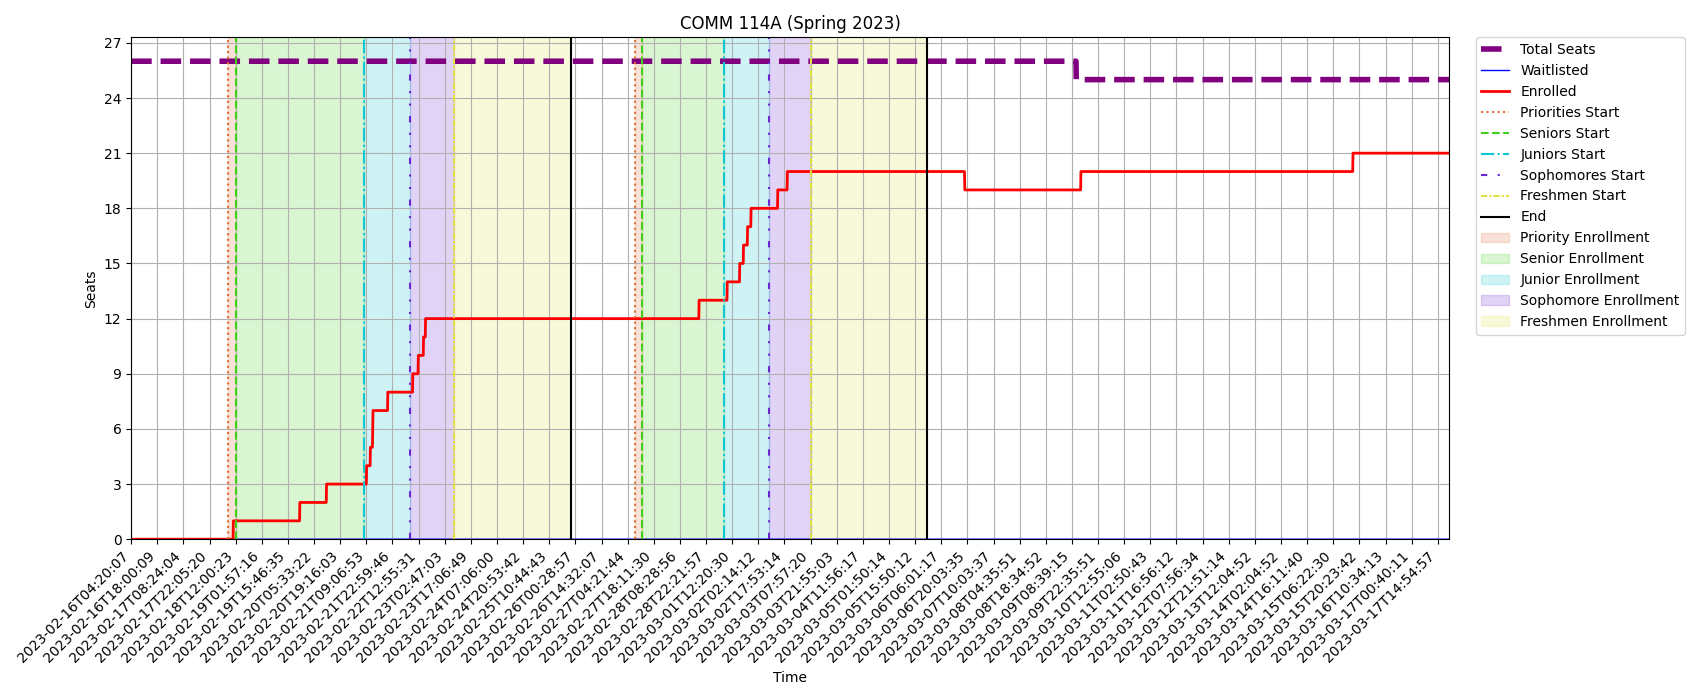 COMM 114A (Spring 2023)
27
24
21
18
15
12
9
6
3
0
Seats
2023-02-16T04:20:07
2023-02-16T18:00:09
2023-02-17T08:24:04
2023-02-17T22:05:20
2023-02-18T12:00:23
2023-02-19T01:57:16
2023-02-19T15:46:35
2023-02-20T05:33:22
2023-02-20T19:16:03
2023-02-21T09:06:53
2023-02-21T22:59:46
2023-02-22T12:55:31
2023-02-23T02:47:03
2023-02-23T17:06:49
2023-02-24T07:06:00
2023-02-24T20:53:42
2023-02-25T10:44:43
2023-02-26T00:28:57
2023-02-26T14:32:07
2023-02-27T04:21:44
2023-02-27T18:11:30
2023-02-28T08:28:56
2023-02-28T22:21:57
2023-03-01T12:20:30
2023-03-02T02:14:12
2023-03-02T17:53:14
2023-03-03T07:57:20
2023-03-03T21:55:03
2023-03-04T11:56:17
2023-03-05T01:50:14
2023-03-05T15:50:12
2023-03-06T06:01:17
2023-03-06T20:03:35
2023-03-07T10:03:37
2023-03-08T04:35:51
2023-03-08T18:34:52
2023-03-09T08:39:15
2023-03-09T22:35:51
2023-03-10T12:55:06
2023-03-11T02:50:43
2023-03-11T16:56:12
2023-03-12T07:56:34
2023-03-12T21:51:14
2023-03-13T12:04:52
2023-03-14T02:04:52
2023-03-14T16:11:40
2023-03-15T06:22:30
2023-03-15T20:23:42
2023-03-16T10:34:13
2023-03-17T00:40:11
2023-03-17T14:54:57
Time
Total Seats
Waitlisted
Enrolled
Priorities Start
Seniors Start
Juniors Start
Sophomores Start
Freshmen Start
End
Priority Enrollment
Senior Enrollment
Junior Enrollment
Sophomore Enrollment
Freshmen Enrollment